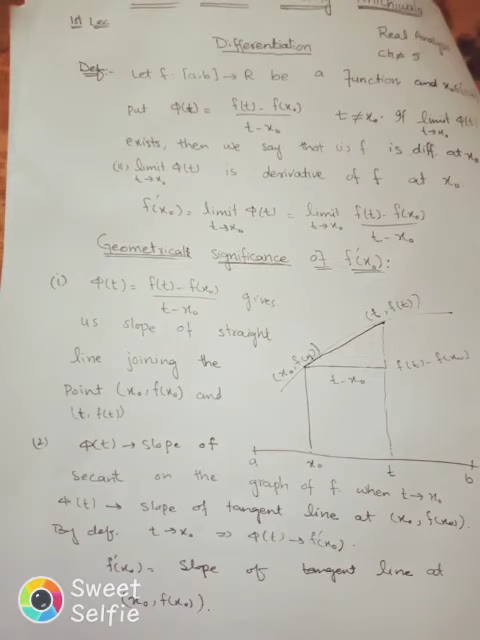 1st Lec
Real Analysis
Ch# 5
Differentiation
Def:- Let f: [a,b] → R be a function and
put φ(t) = f(t) - f(x₀) / t - x₀ t ≠ x₀. If limit t→x₀ φ(t)
exists, then we say that (i) f is diff. at x₀
(ii) limit t→x₀ φ(t) is derivative of f at x₀
f'(x₀) = limit t→x₀ φ(t) = limit t→x₀ f(t) - f(x₀) / t - x₀
Geometrical significance of f'(x₀):
(i) φ(t) = f(t) - f(x₀) / t - x₀ gives
us slope of straight
line joining the
point (x₀, f(x₀) and
(t, f(t))
(t, f(t))
(x₀, f(x₀))
f(t) - f(x₀)
t - x₀
a x₀ t b
(2) φ(t) → slope of
secant on the graph of f. when t → x₀
φ(t) → slope of tangent line at (x₀, f(x₀)).
By def. t → x₀ ⇒ φ(t) → f'(x₀).
f'(x₀) = slope of tangent line at
(x₀, f(x₀)).
Sweet
Selfie